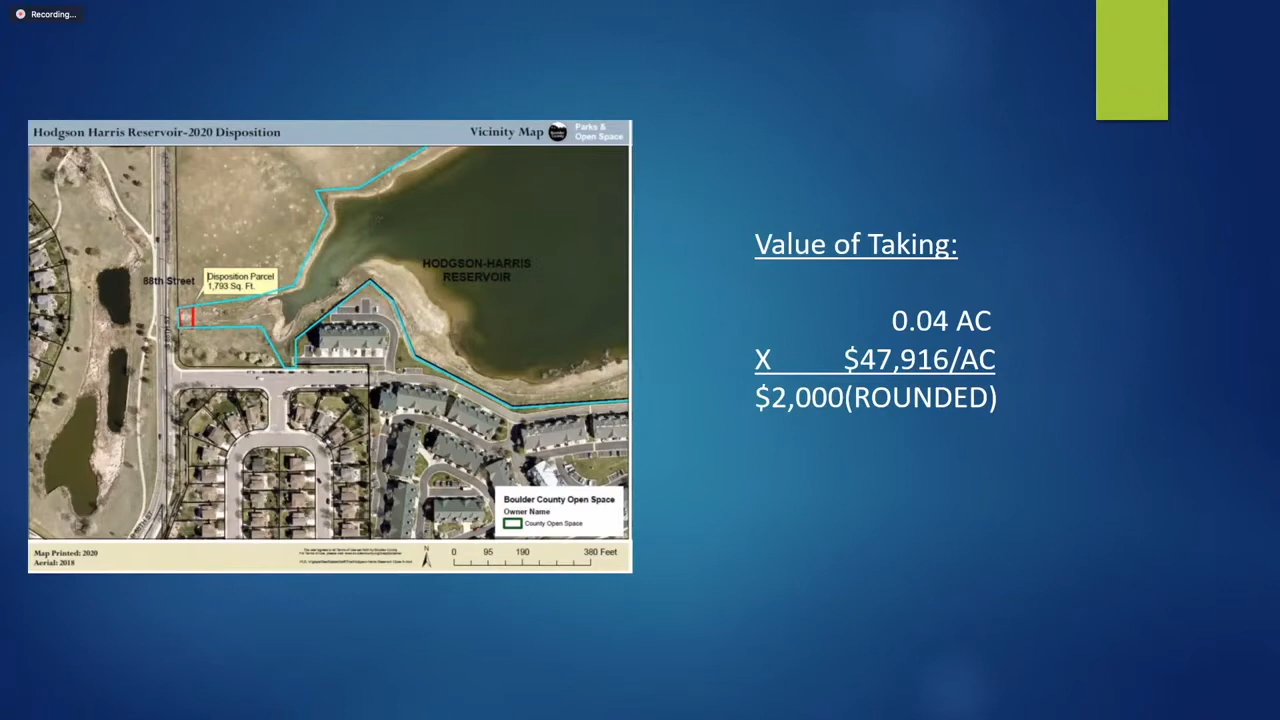 Recording...
Hodgson Harris Reservoir-2020 Disposition
Vicinity Map
Boulder County
Parks &
Open Space
HODGSON-HARRIS
RESERVOIR
Disposition Parcel
1,793 Sq. Ft.
88th Street
Boulder County Open Space
Owner Name
County Open Space
Map Printed: 2020
Aerial: 2018
N
0 95 190 380 Feet
Value of Taking:
0.04 AC
X $47,916/AC
$2,000(ROUNDED)